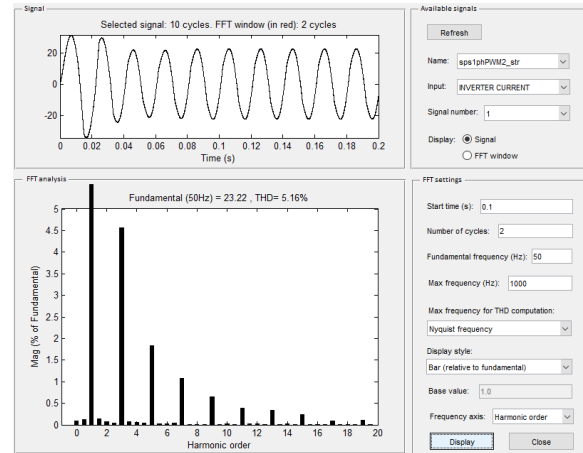 Signal
Selected signal: 10 cycles. FFT window (in red): 2 cycles
20
0
-20
0 0.02 0.04 0.06 0.08 0.1 0.12 0.14 0.16 0.18 0.2
Time (s)
FFT analysis
Fundamental (50Hz) = 23.22 , THD= 5.16%
5
4.5
4
3.5
3
2.5
2
1.5
1
0.5
0
Mag (% of Fundamental)
0 2 4 6 8 10 12 14 16 18 20
Harmonic order
Available signals
Refresh
Name: sps1phPWM2_str
Input: INVERTER CURRENT
Signal number: 1
Display: Signal
FFT window
FFT settings
Start time (s): 0.1
Number of cycles: 2
Fundamental frequency (Hz): 50
Max frequency (Hz): 1000
Max frequency for THD computation:
Nyquist frequency
Display style:
Bar (relative to fundamental)
Base value: 1.0
Frequency axis: Harmonic order
Display Close